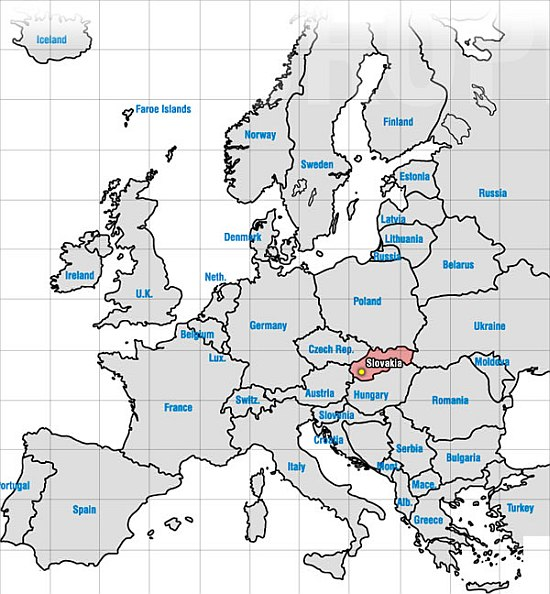 Iceland
Faroe Islands
Norway
Finland
Sweden
Estonia
Russia
Latvia
Denmark
Lithuania
Russia
Belarus
Ireland
Neth.
U.K.
Poland
Germany
Ukraine
Belgium
Czech Rep.
Lux.
Slovakia
Moldova
Austria
Hungary
Switz.
Romania
France
Slovenia
Croatia
Serbia
Bulgaria
Italy
Mont.
Portugal
Mace.
Spain
Alb.
Turkey
Greece